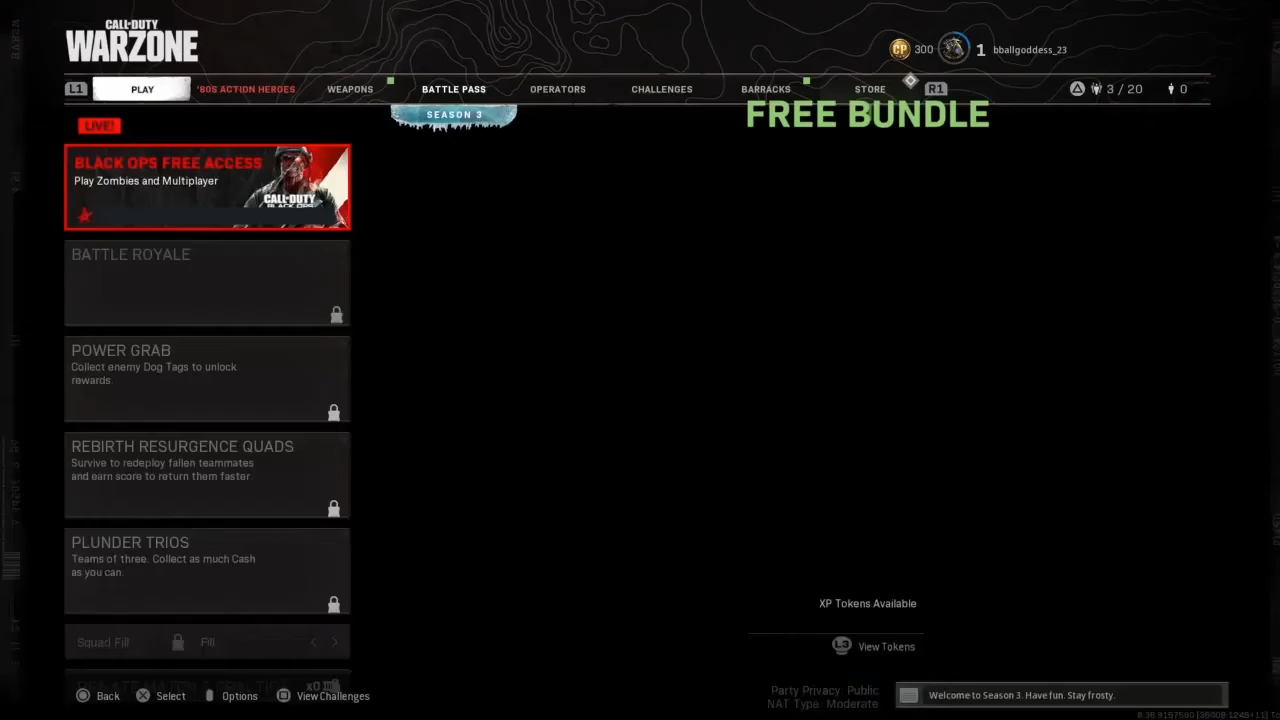 CALL·DUTY
WARZONE
CP 300 1 bballgoddess_23
L1 PLAY '80S ACTION HEROES WEAPONS BATTLE PASS OPERATORS CHALLENGES BARRACKS STORE R1 3 / 20 0
SEASON 3
FREE BUNDLE
LIVE!
BLACK OPS FREE ACCESS
Play Zombies and Multiplayer
CALL·DUTY
BLACK OPS
BATTLE ROYALE
POWER GRAB
Collect enemy Dog Tags to unlock
rewards.
REBIRTH RESURGENCE QUADS
Survive to redeploy fallen teammates
and earn score to return them faster.
PLUNDER TRIOS
Teams of three. Collect as much Cash
as you can.
Squad Fill Fill
x0
XP Tokens Available
L3 View Tokens
Back Select Options View Challenges
Party Privacy: Public
NAT Type: Moderate
Welcome to Season 3. Have fun. Stay frosty.